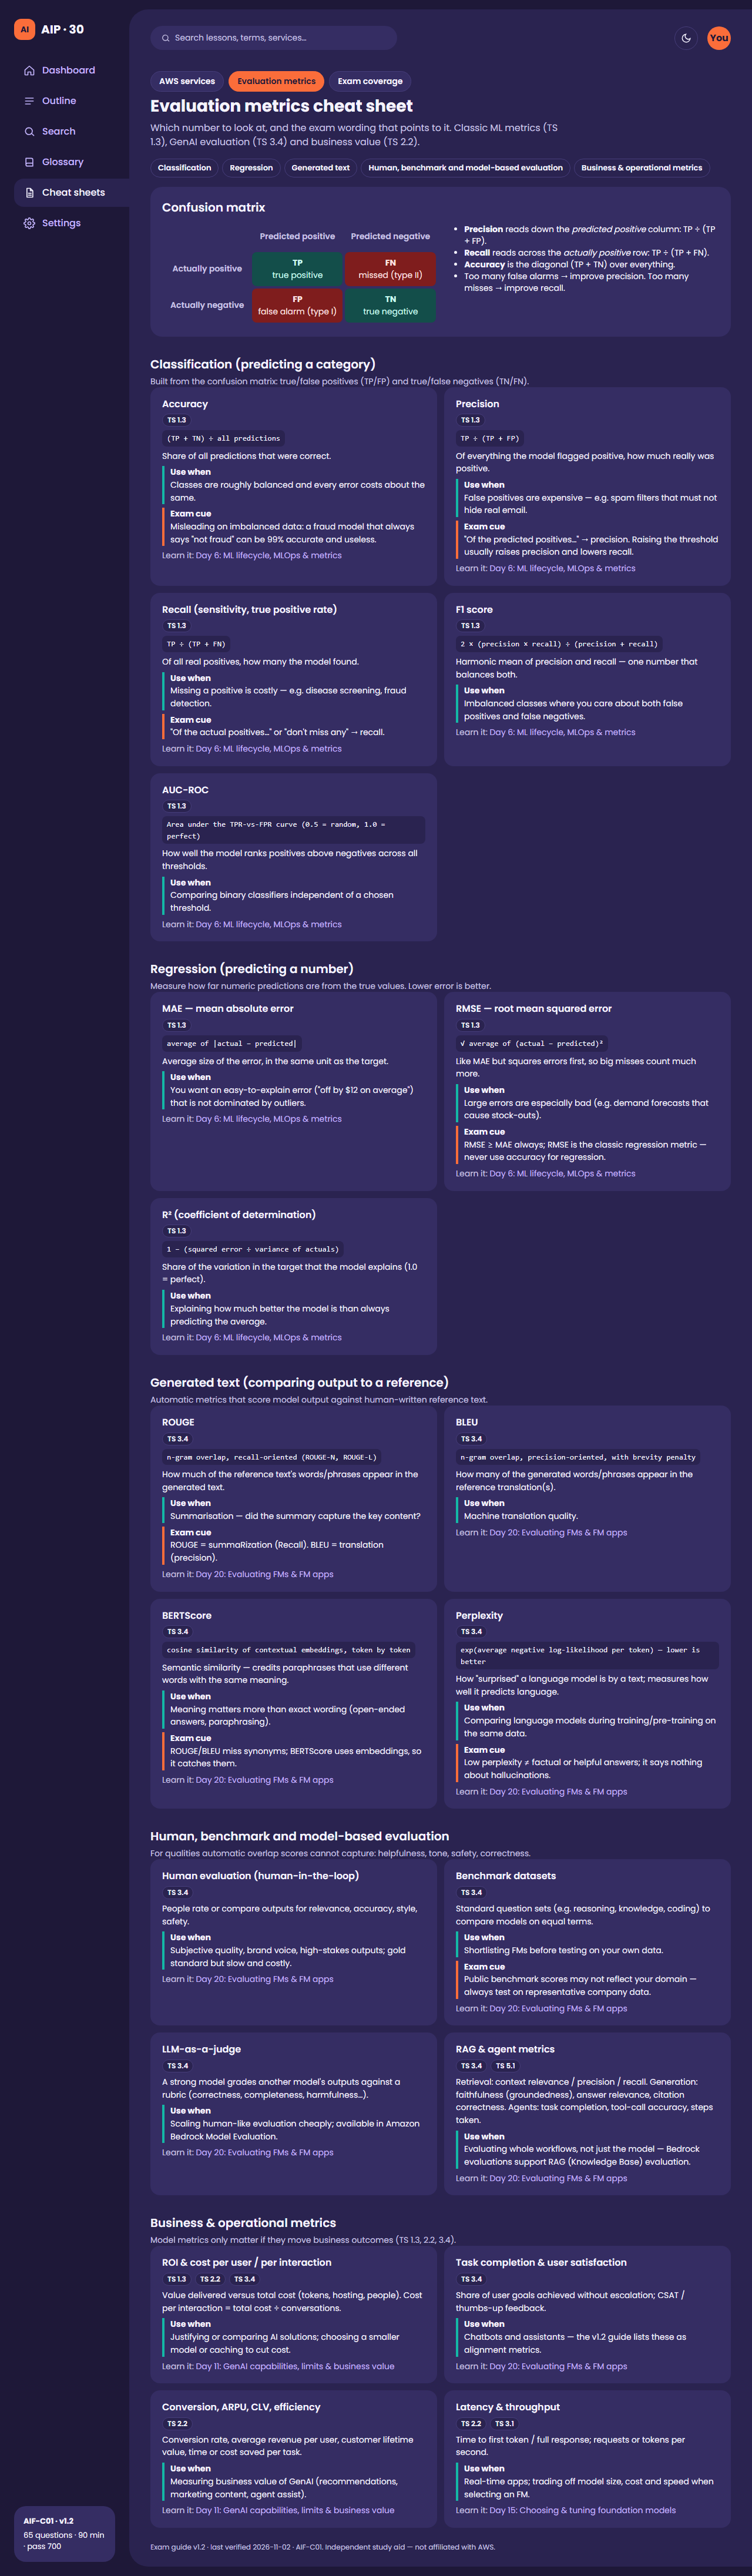 AI
AIP · 30
Dashboard
Outline
Search
Glossary
Cheat sheets
Settings
Search lessons, terms, services…
You
AWS services
Evaluation metrics
Exam coverage
Evaluation metrics cheat sheet
Which number to look at, and the exam wording that points to it. Classic ML metrics (TS
1.3), GenAI evaluation (TS 3.4) and business value (TS 2.2).
Classification
Regression
Generated text
Human, benchmark and model-based evaluation
Business & operational metrics
Confusion matrix
Predicted positive
Predicted negative
Actually positive
TP
true positive
FN
missed (type II)
Actually negative
FP
false alarm (type I)
TN
true negative
• Precision reads down the predicted positive column: TP ÷ (TP
+ FP).
• Recall reads across the actually positive row: TP ÷ (TP + FN).
• Accuracy is the diagonal (TP + TN) over everything.
• Too many false alarms → improve precision. Too many
misses → improve recall.
Classification (predicting a category)
Built from the confusion matrix: true/false positives (TP/FP) and true/false negatives (TN/FN).
Accuracy
TS 1.3
(TP + TN) ÷ all predictions
Share of all predictions that were correct.
Use when
Classes are roughly balanced and every error costs about the
same.
Exam cue
Misleading on imbalanced data: a fraud model that always
says "not fraud" can be 99% accurate and useless.
Learn it: Day 6: ML lifecycle, MLOps & metrics
Precision
TS 1.3
TP ÷ (TP + FP)
Of everything the model flagged positive, how much really was
positive.
Use when
False positives are expensive — e.g. spam filters that must not
hide real email.
Exam cue
"Of the predicted positives…" → precision. Raising the threshold
usually raises precision and lowers recall.
Learn it: Day 6: ML lifecycle, MLOps & metrics
Recall (sensitivity, true positive rate)
TS 1.3
TP ÷ (TP + FN)
Of all real positives, how many the model found.
Use when
Missing a positive is costly — e.g. disease screening, fraud
detection.
Exam cue
"Of the actual positives…" or "don't miss any" → recall.
Learn it: Day 6: ML lifecycle, MLOps & metrics
F1 score
TS 1.3
2 × (precision × recall) ÷ (precision + recall)
Harmonic mean of precision and recall — one number that
balances both.
Use when
Imbalanced classes where you care about both false
positives and false negatives.
Learn it: Day 6: ML lifecycle, MLOps & metrics
AUC-ROC
TS 1.3
Area under the TPR-vs-FPR curve (0.5 = random, 1.0 =
perfect)
How well the model ranks positives above negatives across all
thresholds.
Use when
Comparing binary classifiers independent of a chosen
threshold.
Learn it: Day 6: ML lifecycle, MLOps & metrics
Regression (predicting a number)
Measure how far numeric predictions are from the true values. Lower error is better.
MAE — mean absolute error
TS 1.3
average of |actual − predicted|
Average size of the error, in the same unit as the target.
Use when
You want an easy-to-explain error ("off by $12 on average")
that is not dominated by outliers.
Learn it: Day 6: ML lifecycle, MLOps & metrics
RMSE — root mean squared error
TS 1.3
√ average of (actual − predicted)²
Like MAE but squares errors first, so big misses count much
more.
Use when
Large errors are especially bad (e.g. demand forecasts that
cause stock-outs).
Exam cue
RMSE ≥ MAE always; RMSE is the classic regression metric —
never use accuracy for regression.
Learn it: Day 6: ML lifecycle, MLOps & metrics
R² (coefficient of determination)
TS 1.3
1 − (squared error ÷ variance of actuals)
Share of the variation in the target that the model explains (1.0
= perfect).
Use when
Explaining how much better the model is than always
predicting the average.
Learn it: Day 6: ML lifecycle, MLOps & metrics
Generated text (comparing output to a reference)
Automatic metrics that score model output against human-written reference text.
ROUGE
TS 3.4
n-gram overlap, recall-oriented (ROUGE-N, ROUGE-L)
How much of the reference text's words/phrases appear in the
generated text.
Use when
Summarisation — did the summary capture the key content?
Exam cue
ROUGE = summaRization (Recall). BLEU = translation
(precision).
Learn it: Day 20: Evaluating FMs & FM apps
BLEU
TS 3.4
n-gram overlap, precision-oriented, with brevity penalty
How many of the generated words/phrases appear in the
reference translation(s).
Use when
Machine translation quality.
Learn it: Day 20: Evaluating FMs & FM apps
BERTScore
TS 3.4
cosine similarity of contextual embeddings, token by token
Semantic similarity — credits paraphrases that use different
words with the same meaning.
Use when
Meaning matters more than exact wording (open-ended
answers, paraphrasing).
Exam cue
ROUGE/BLEU miss synonyms; BERTScore uses embeddings, so
it catches them.
Learn it: Day 20: Evaluating FMs & FM apps
Perplexity
TS 3.4
exp(average negative log-likelihood per token) — lower is
better
How "surprised" a language model is by a text; measures how
well it predicts language.
Use when
Comparing language models during training/pre-training on
the same data.
Exam cue
Low perplexity ≠ factual or helpful answers; it says nothing
about hallucinations.
Learn it: Day 20: Evaluating FMs & FM apps
Human, benchmark and model-based evaluation
For qualities automatic overlap scores cannot capture: helpfulness, tone, safety, correctness.
Human evaluation (human-in-the-loop)
TS 3.4
People rate or compare outputs for relevance, accuracy, style,
safety.
Use when
Subjective quality, brand voice, high-stakes outputs; gold
standard but slow and costly.
Learn it: Day 20: Evaluating FMs & FM apps
Benchmark datasets
TS 3.4
Standard question sets (e.g. reasoning, knowledge, coding) to
compare models on equal terms.
Use when
Shortlisting FMs before testing on your own data.
Exam cue
Public benchmark scores may not reflect your domain —
always test on representative company data.
Learn it: Day 20: Evaluating FMs & FM apps
LLM-as-a-judge
TS 3.4
A strong model grades another model's outputs against a
rubric (correctness, completeness, harmfulness…).
Use when
Scaling human-like evaluation cheaply; available in Amazon
Bedrock Model Evaluation.
Learn it: Day 20: Evaluating FMs & FM apps
RAG & agent metrics
TS 3.4
TS 5.1
Retrieval: context relevance / precision / recall. Generation:
faithfulness (groundedness), answer relevance, citation
correctness. Agents: task completion, tool-call accuracy, steps
taken.
Use when
Evaluating whole workflows, not just the model — Bedrock
evaluations support RAG (Knowledge Base) evaluation.
Learn it: Day 20: Evaluating FMs & FM apps
Business & operational metrics
Model metrics only matter if they move business outcomes (TS 1.3, 2.2, 3.4).
ROI & cost per user / per interaction
TS 1.3
TS 2.2
TS 3.4
Value delivered versus total cost (tokens, hosting, people). Cost
per interaction = total cost ÷ conversations.
Use when
Justifying or comparing AI solutions; choosing a smaller
model or caching to cut cost.
Learn it: Day 11: GenAI capabilities, limits & business value
Task completion & user satisfaction
TS 3.4
Share of user goals achieved without escalation; CSAT /
thumbs-up feedback.
Use when
Chatbots and assistants — the v1.2 guide lists these as
alignment metrics.
Learn it: Day 20: Evaluating FMs & FM apps
Conversion, ARPU, CLV, efficiency
TS 2.2
Conversion rate, average revenue per user, customer lifetime
value, time or cost saved per task.
Use when
Measuring business value of GenAI (recommendations,
marketing content, agent assist).
Learn it: Day 11: GenAI capabilities, limits & business value
Latency & throughput
TS 2.2
TS 3.1
Time to first token / full response; requests or tokens per
second.
Use when
Real-time apps; trading off model size, cost and speed when
selecting an FM.
Learn it: Day 15: Choosing & tuning foundation models
AIF-C01 · v1.2
65 questions · 90 min
· pass 700
Exam guide v1.2 · last verified 2026-11-02 · AIF-C01. Independent study aid — not affiliated with AWS.